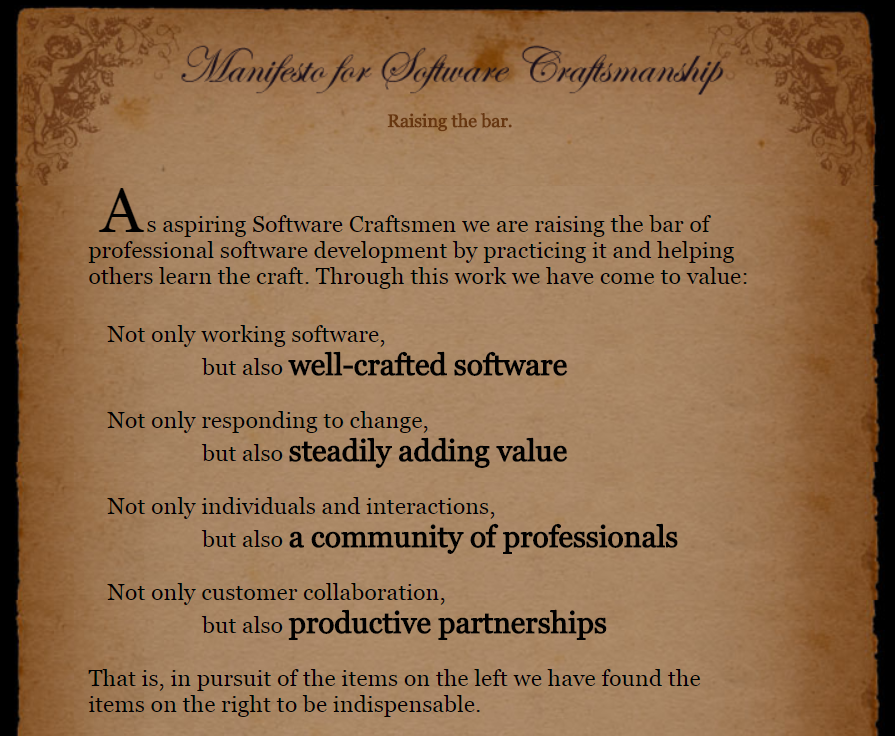 Manifesto for Software Craftsmanship
Raising the bar.
As aspiring Software Craftsmen we are raising the bar of
professional software development by practicing it and helping
others learn the craft. Through this work we have come to value:
Not only working software,
but also well-crafted software
Not only responding to change,
but also steadily adding value
Not only individuals and interactions,
but also a community of professionals
Not only customer collaboration,
but also productive partnerships
That is, in pursuit of the items on the left we have found the
items on the right to be indispensable.